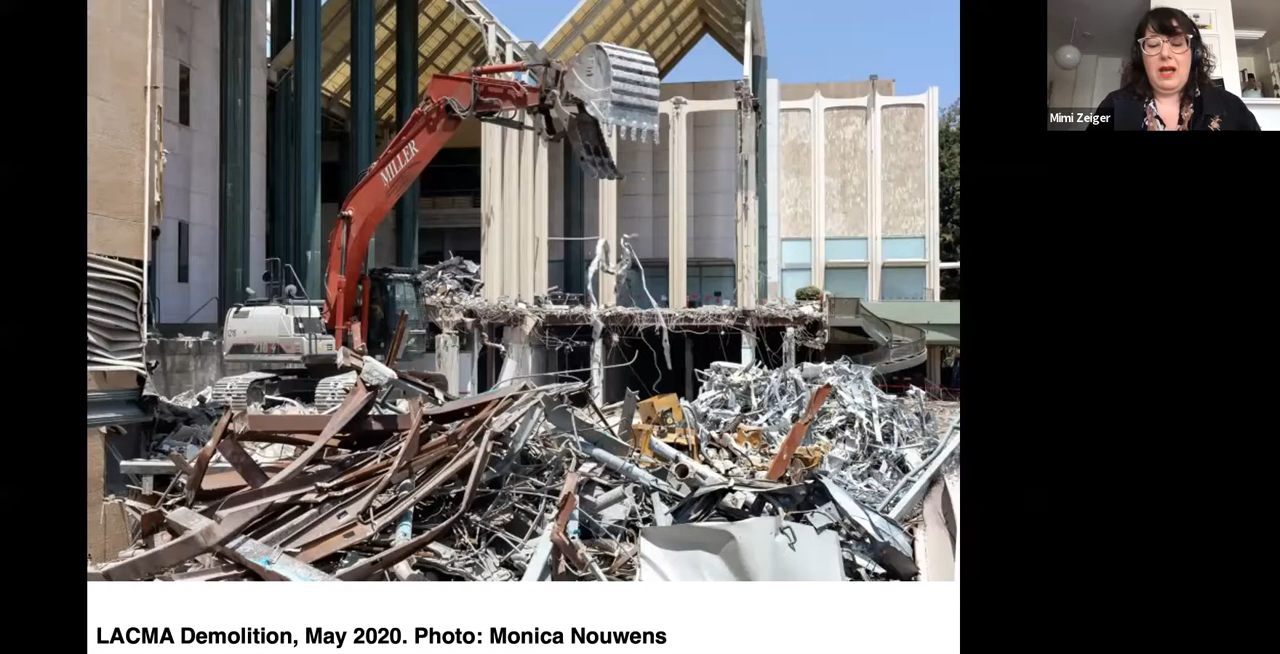 MILLER
Mimi Zeiger
LACMA Demolition, May 2020. Photo: Monica Nouwens